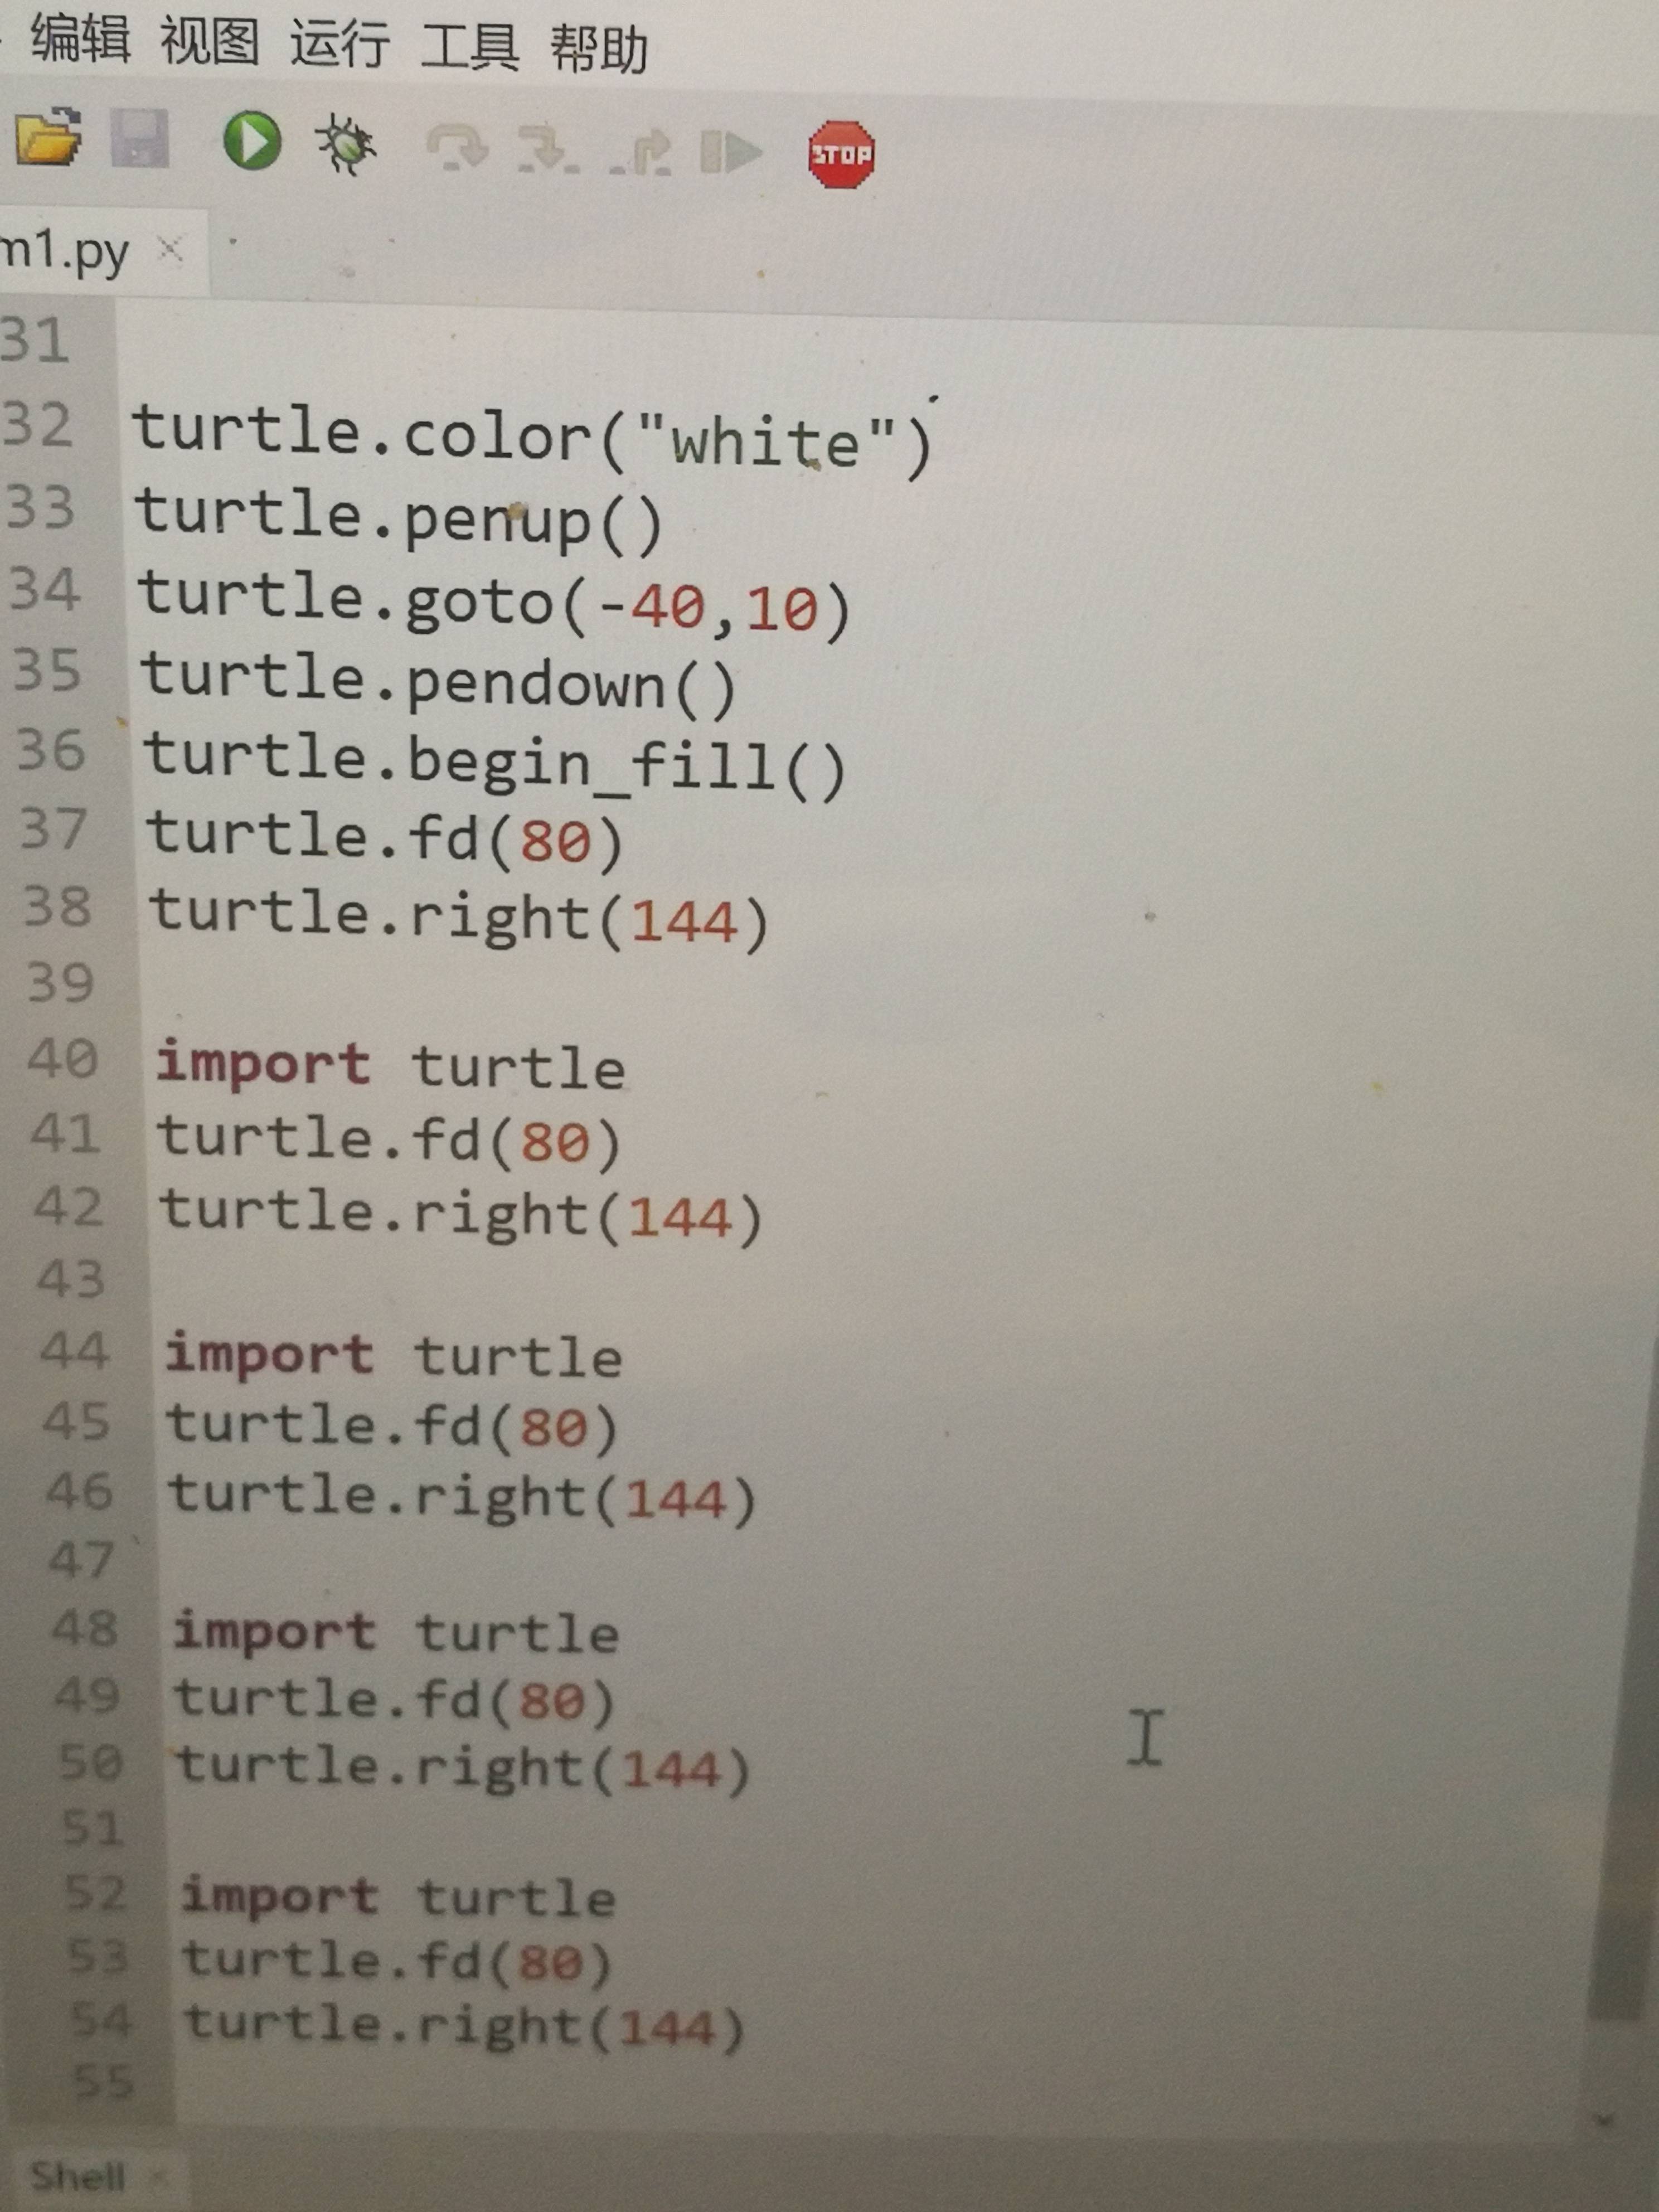 编辑 视图 运行 工具 帮助
STOP
m1.py ×
31
32 turtle.color("white")
33 turtle.penup()
34 turtle.goto(-40,10)
35 turtle.pendown()
36 turtle.begin_fill()
37 turtle.fd(80)
38 turtle.right(144)
39
40 import turtle
41 turtle.fd(80)
42 turtle.right(144)
43
44 import turtle
45 turtle.fd(80)
46 turtle.right(144)
47
48 import turtle
49 turtle.fd(80)
50 turtle.right(144)
51
52 import turtle
53 turtle.fd(80)
54 turtle.right(144)
55
Shell ×